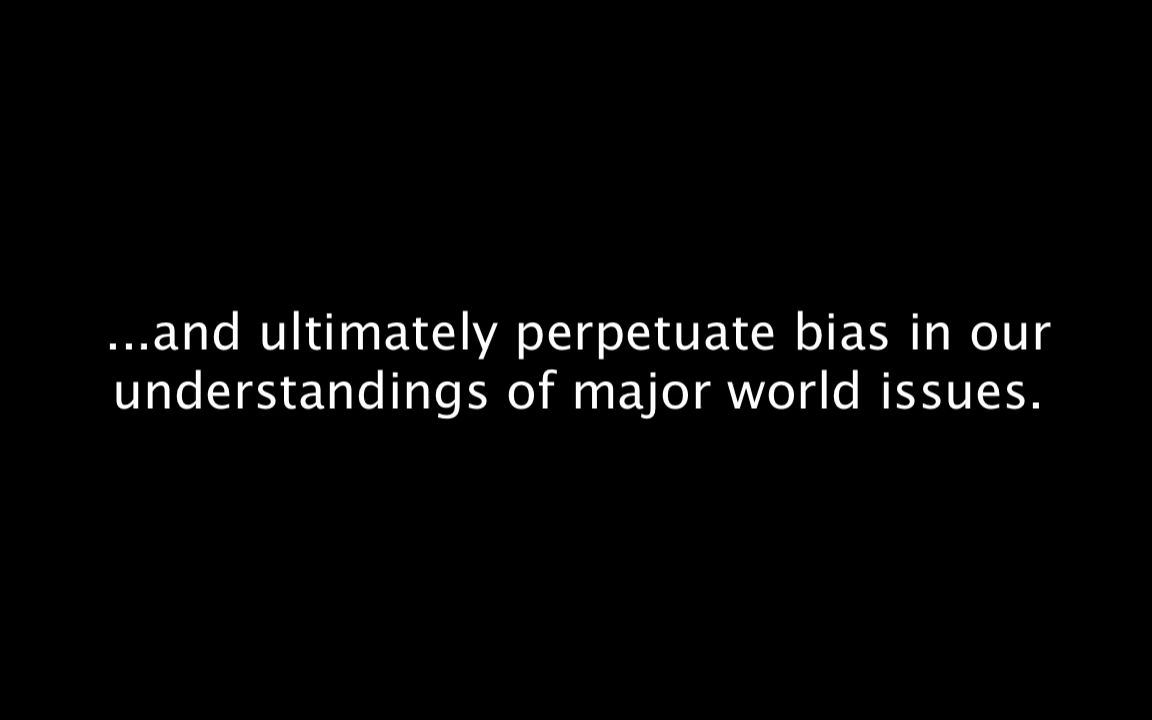 ...and ultimately perpetuate bias in our
understandings of major world issues.